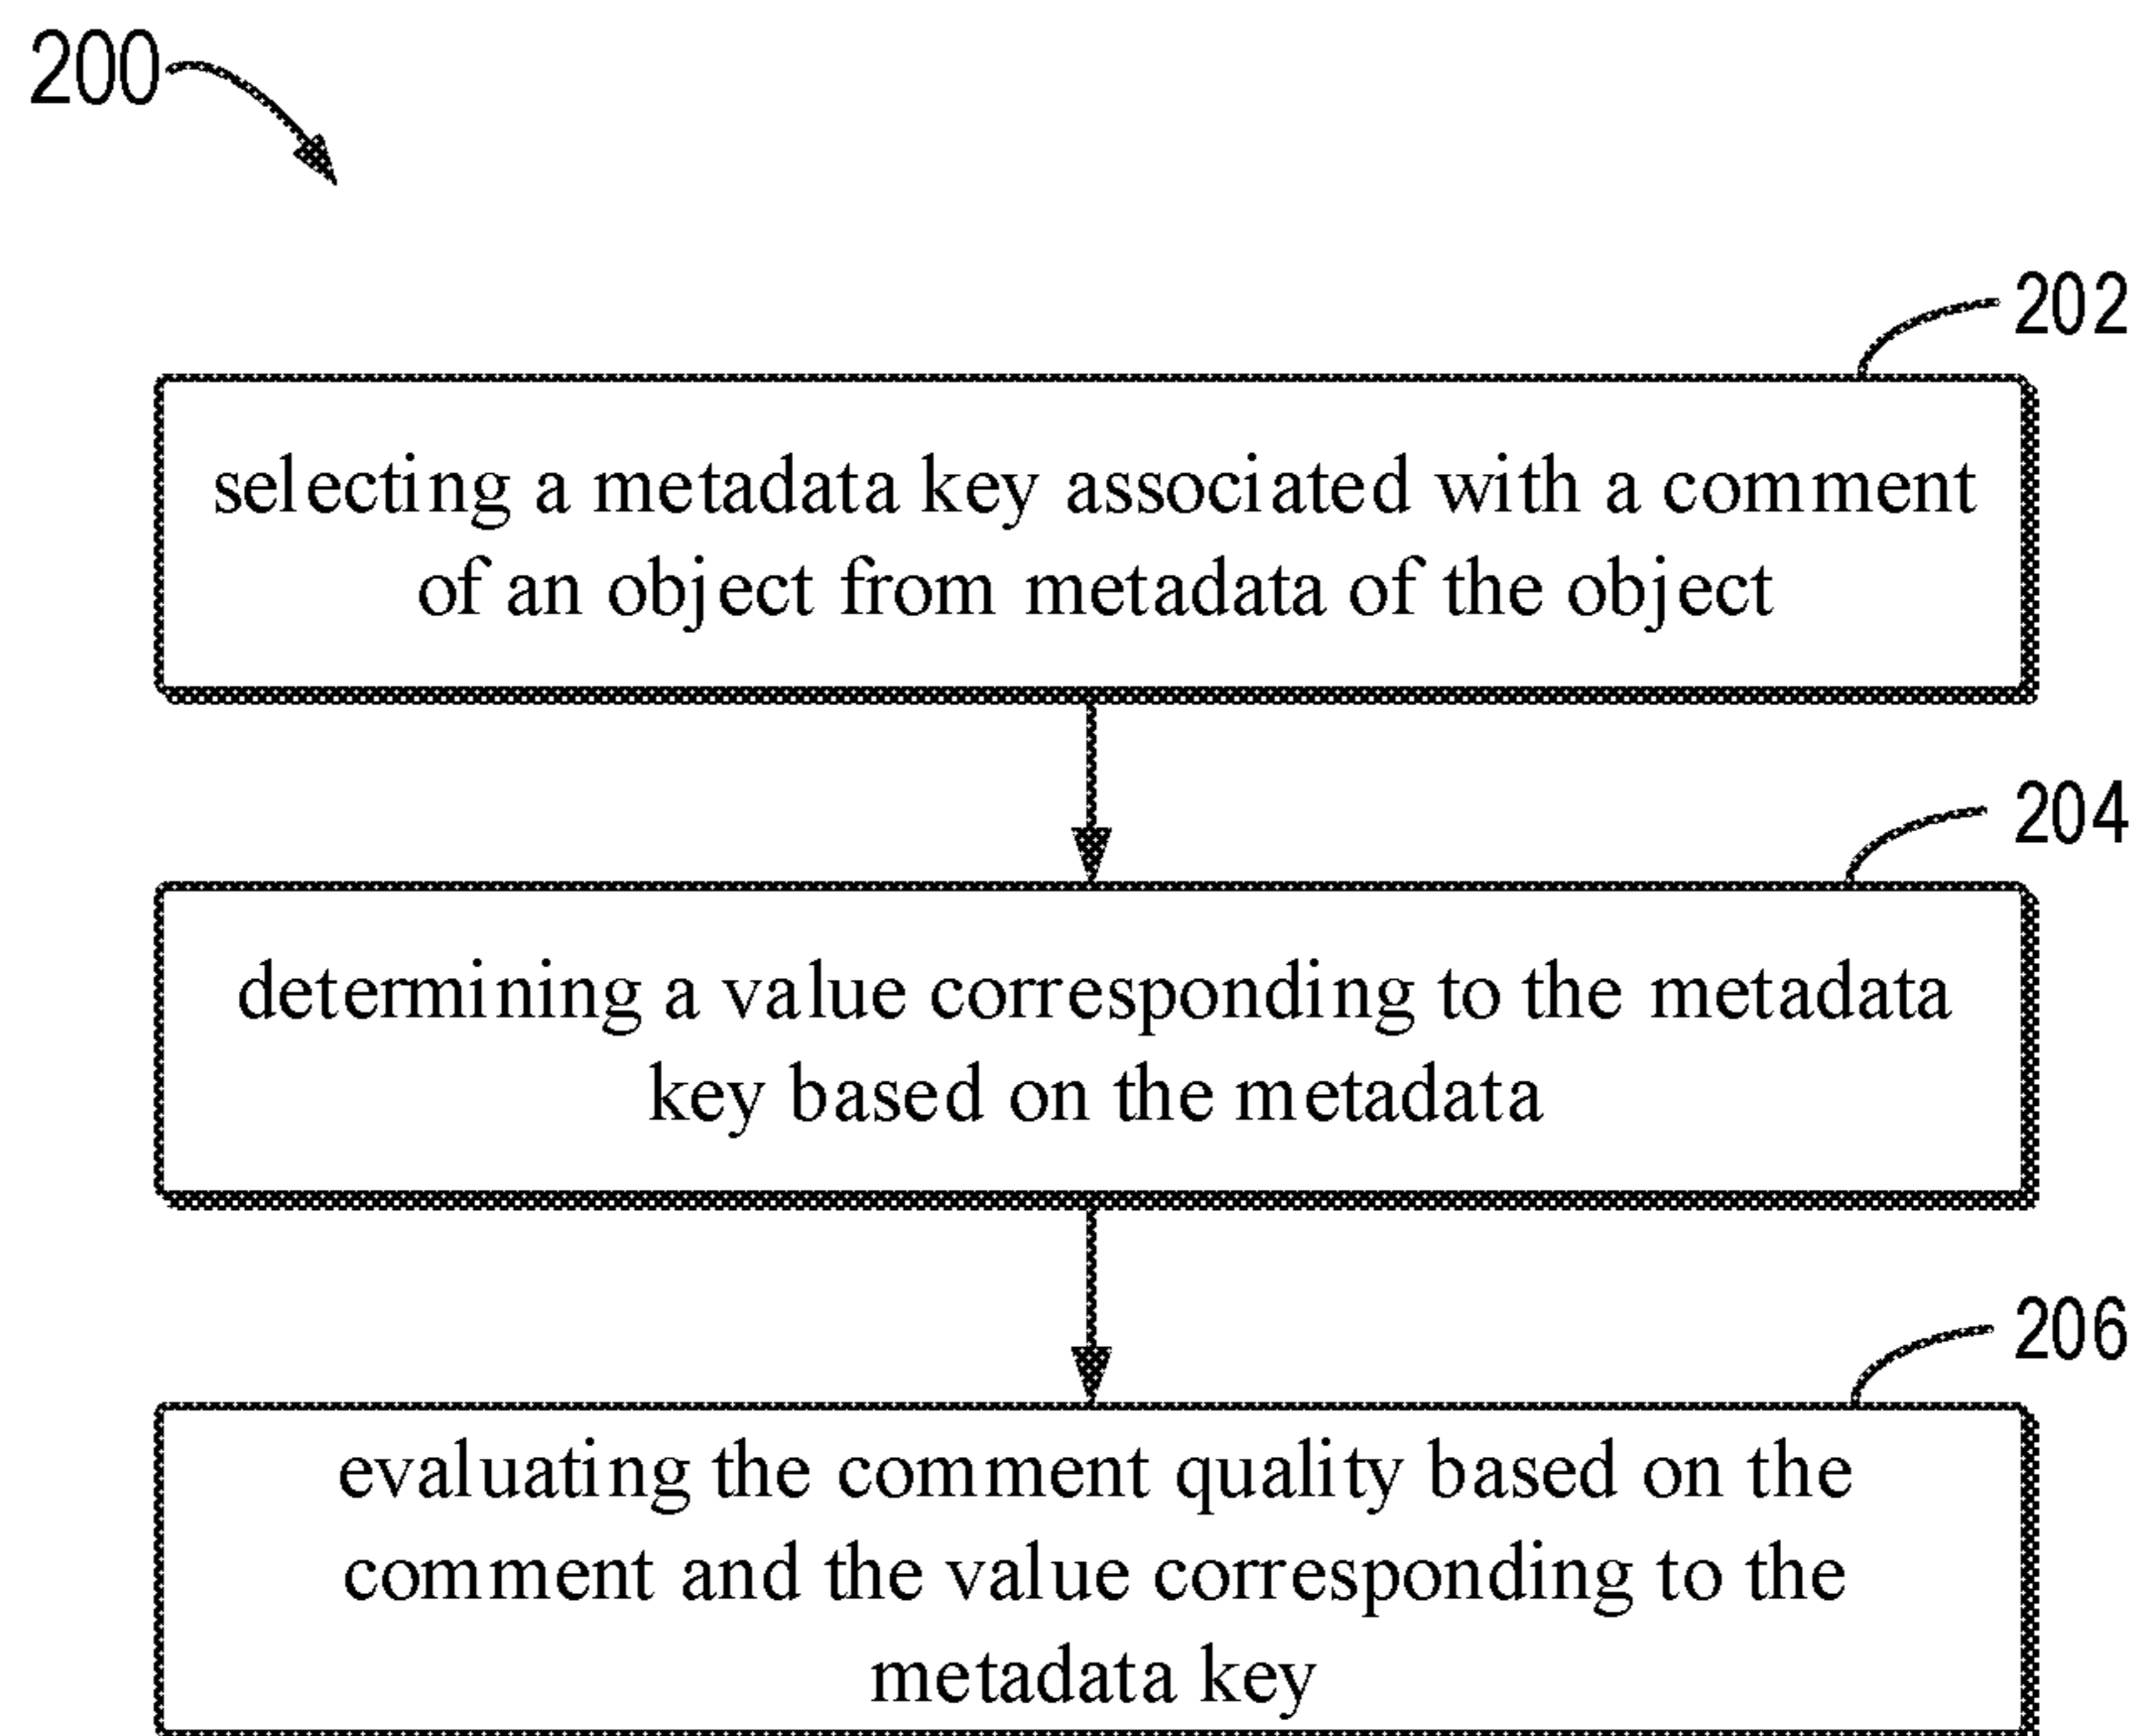 200
202
selecting a metadata key associated with a comment
of an object from metadata of the object
204
determining a value corresponding to the metadata
key based on the metadata
206
evaluating the comment quality based on the
comment and the value corresponding to the
metadata key